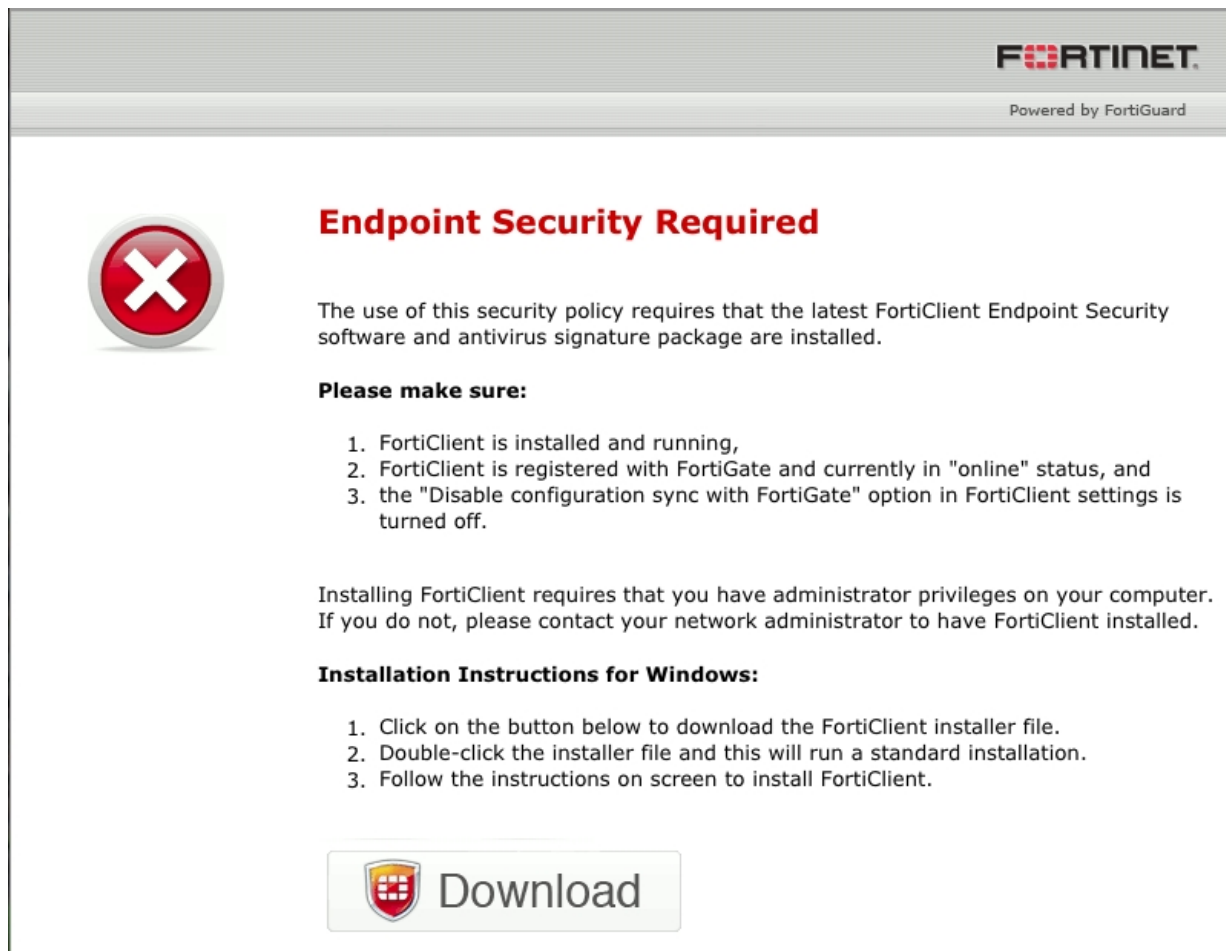 FORTINET.
Powered by FortiGuard
Endpoint Security Required
The use of this security policy requires that the latest FortiClient Endpoint Security
software and antivirus signature package are installed.
Please make sure:
1. FortiClient is installed and running,
2. FortiClient is registered with FortiGate and currently in "online" status, and
3. the "Disable configuration sync with FortiGate" option in FortiClient settings is
turned off.
Installing FortiClient requires that you have administrator privileges on your computer.
If you do not, please contact your network administrator to have FortiClient installed.
Installation Instructions for Windows:
1. Click on the button below to download the FortiClient installer file.
2. Double-click the installer file and this will run a standard installation.
3. Follow the instructions on screen to install FortiClient.
Download